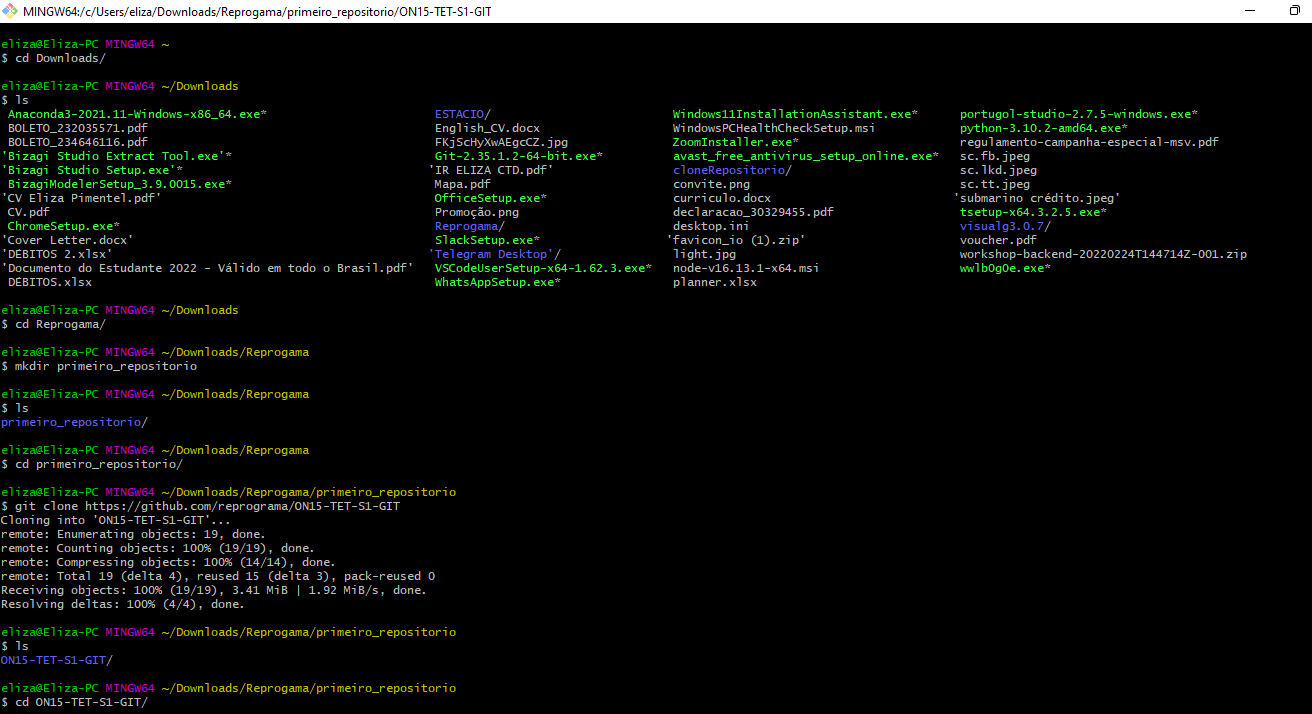 MINGW64:/c/Users/eliza/Downloads/Reprogama/primeiro_repositorio/ON15-TET-S1-GIT
eliza@Eliza-PC MINGW64 ~
$ cd Downloads/
eliza@Eliza-PC MINGW64 ~/Downloads
$ ls
Anaconda3-2021.11-Windows-x86_64.exe* ESTACIO/ Windows11InstallationAssistant.exe* portugol-studio-2.7.5-windows.exe*
BOLETO_232035571.pdf English_CV.docx WindowsPCHealthCheckSetup.msi python-3.10.2-amd64.exe*
BOLETO_234646116.pdf FKjScHyXwAEgcCZ.jpg ZoomInstaller.exe* regulamento-campanha-especial-msv.pdf
'Bizagi Studio Extract Tool.exe'* Git-2.35.1.2-64-bit.exe* avast_free_antivirus_setup_online.exe* sc.fb.jpeg
'Bizagi Studio Setup.exe'* 'IR ELIZA CTD.pdf' cloneRepositorio/ sc.lkd.jpeg
BizagiModelerSetup_3.9.0015.exe* Mapa.pdf convite.png sc.tt.jpeg
'CV Eliza Pimentel.pdf' OfficeSetup.exe* curriculo.docx 'submarino crédito.jpeg'
CV.pdf Promoção.png declaracao_30329455.pdf tsetup-x64.3.2.5.exe*
ChromeSetup.exe* Reprogama/ desktop.ini visualg3.0.7/
'Cover Letter.docx' SlackSetup.exe* 'favicon_io (1).zip' voucher.pdf
'DÉBITOS 2.xlsx' 'Telegram Desktop'/ light.jpg workshop-backend-20220224T144714Z-001.zip
'Documento do Estudante 2022 - Válido em todo o Brasil.pdf' VSCodeUserSetup-x64-1.62.3.exe* node-v16.13.1-x64.msi wwlbOgOe.exe*
DÉBITOS.xlsx WhatsAppSetup.exe* planner.xlsx
eliza@Eliza-PC MINGW64 ~/Downloads
$ cd Reprogama/
eliza@Eliza-PC MINGW64 ~/Downloads/Reprogama
$ mkdir primeiro_repositorio
eliza@Eliza-PC MINGW64 ~/Downloads/Reprogama
$ ls
primeiro_repositorio/
eliza@Eliza-PC MINGW64 ~/Downloads/Reprogama
$ cd primeiro_repositorio/
eliza@Eliza-PC MINGW64 ~/Downloads/Reprogama/primeiro_repositorio
$ git clone https://github.com/reprograma/ON15-TET-S1-GIT
Cloning into 'ON15-TET-S1-GIT'...
remote: Enumerating objects: 19, done.
remote: Counting objects: 100% (19/19), done.
remote: Compressing objects: 100% (14/14), done.
remote: Total 19 (delta 4), reused 15 (delta 3), pack-reused 0
Receiving objects: 100% (19/19), 3.41 MiB | 1.92 MiB/s, done.
Resolving deltas: 100% (4/4), done.
eliza@Eliza-PC MINGW64 ~/Downloads/Reprogama/primeiro_repositorio
$ ls
ON15-TET-S1-GIT/
eliza@Eliza-PC MINGW64 ~/Downloads/Reprogama/primeiro_repositorio
$ cd ON15-TET-S1-GIT/